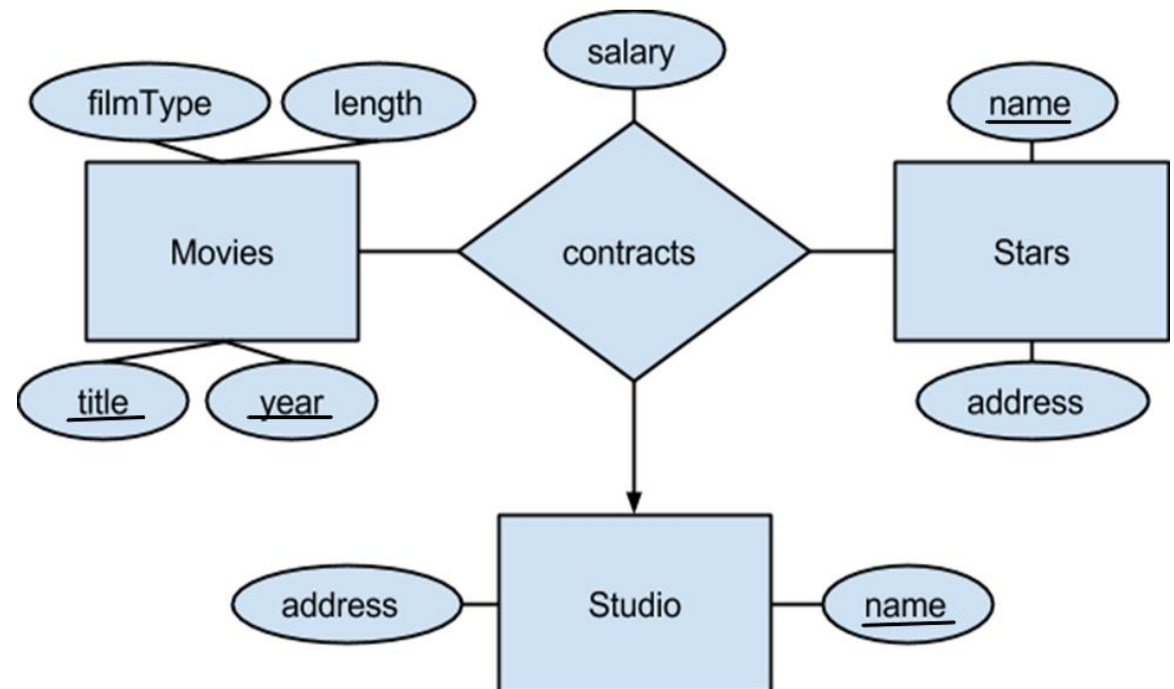 salary
filmType
length
name
Movies
contracts
Stars
title
year
address
address
Studio
name